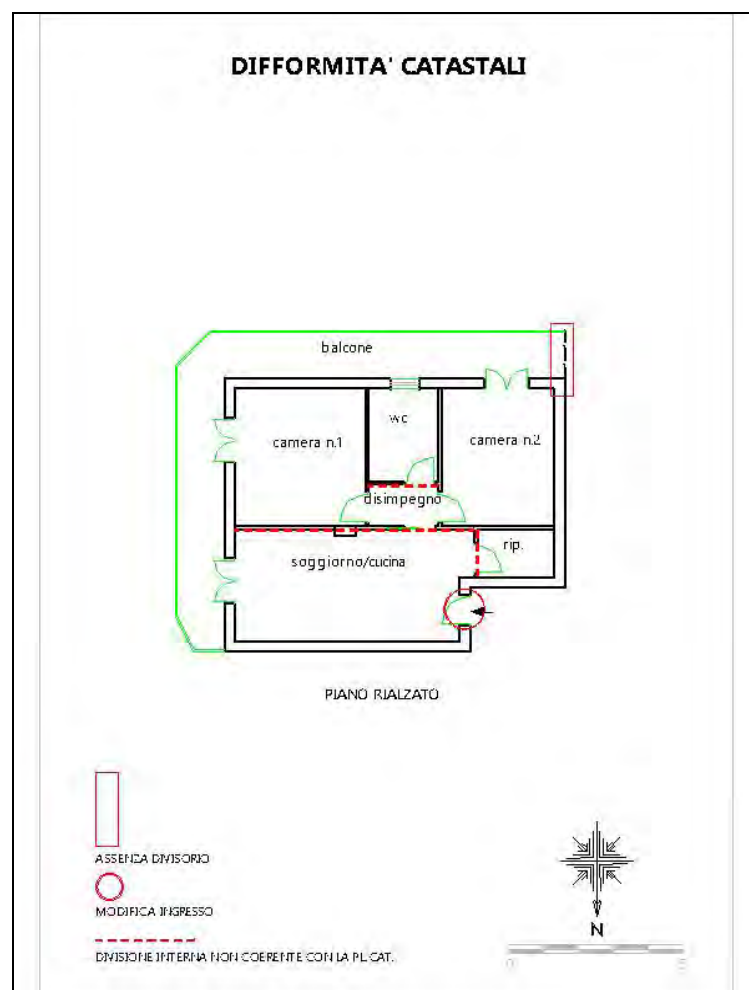 DIFFORMITA' CATASTALI
balcone
wc
camera n.1
camera n.2
disimpegno
rip.
soggiorno/cucina
PIANO RIALZATO
ASSENZA DIVISORIO
MODIFICA INGRESSO
N
DIVISIONE INTERNA NON COERENTE CON LA PL.CAT.
0